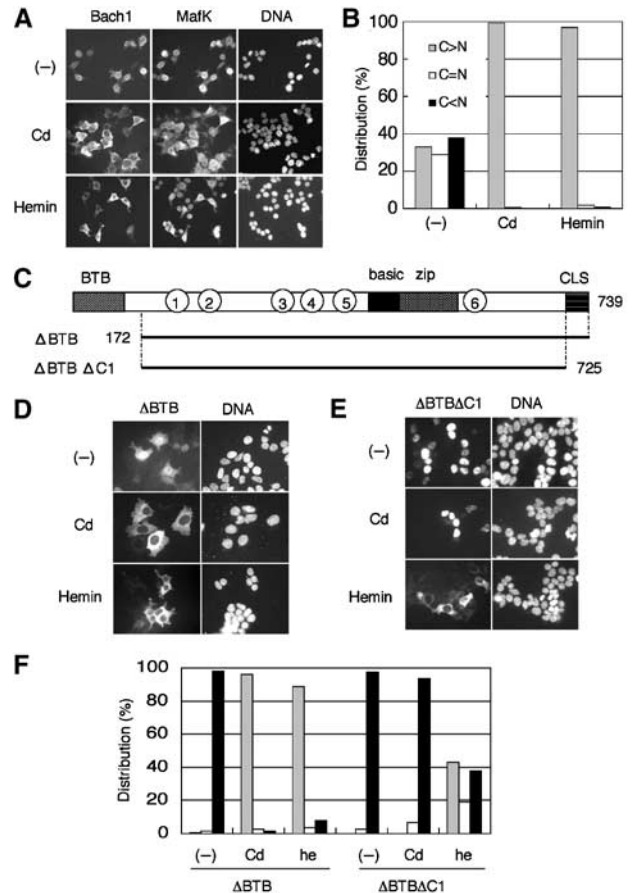 A
Bach1 MafK DNA
(−)
Cd
Hemin
B
Distribution (%)
100
80
60
40
20
0
C>N
C=N
C<N
(−) Cd Hemin
C
BTB basic zip CLS
1 2 3 4 5 6 739
ΔBTB 172
ΔBTB ΔC1 725
D
ΔBTB DNA
(−)
Cd
Hemin
E
ΔBTBΔC1 DNA
(−)
Cd
Hemin
F
Distribution (%)
100
80
60
40
20
0
(−) Cd he (−) Cd he
ΔBTB ΔBTBΔC1